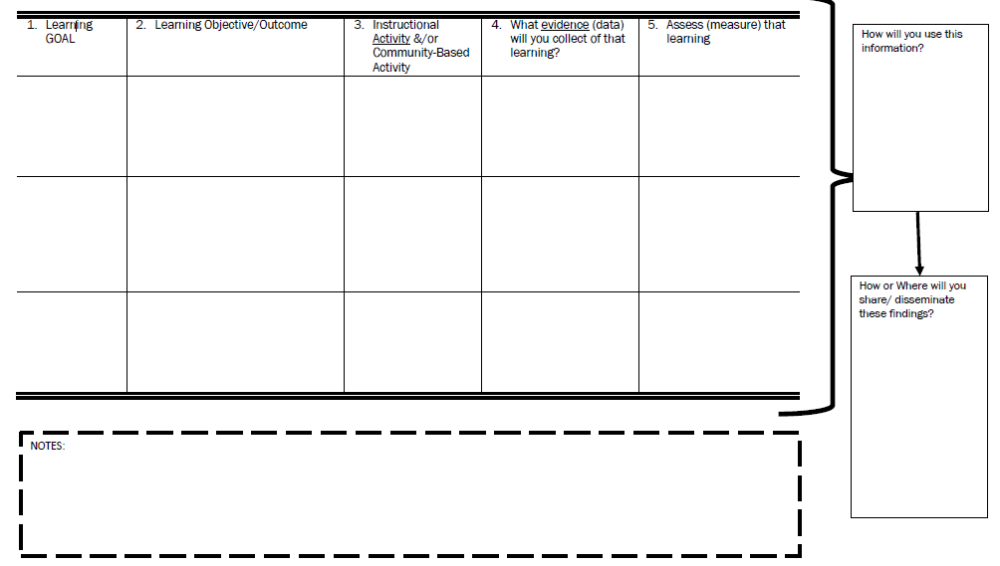 1. Learning
GOAL
2. Learning Objective/Outcome
3. Instructional
Activity &/or
Community-Based
Activity
4. What evidence (data)
will you collect of that
learning?
5. Assess (measure) that
learning
How will you use this
information?
How or Where will you
share/ disseminate
these findings?
NOTES: